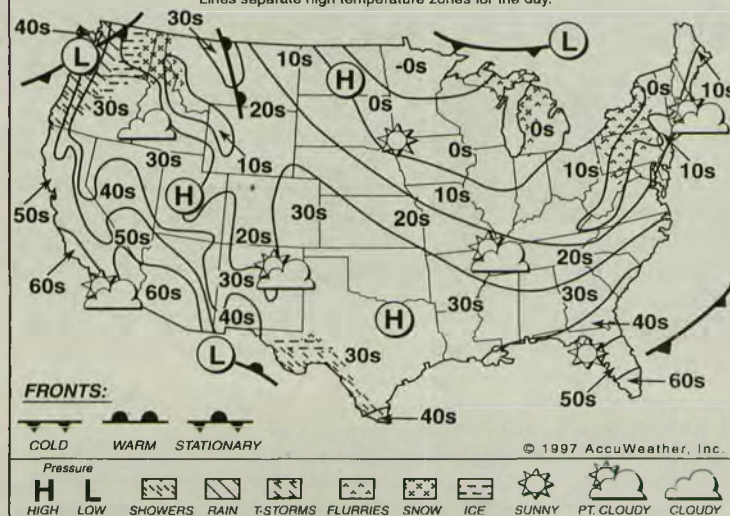 Lines separate high temperature zones for the day.
40s
30s
L
L
10s
-0s
H
0s
0s
10s
30s
20s
0s
0s
30s
10s
10s
10s
40s
H
10s
50s
50s
30s
20s
20s
20s
60s
60s
30s
40s
30s
30s
H
40s
L
30s
50s
60s
40s
FRONTS:
COLD WARM STATIONARY
© 1997 AccuWeather, Inc.
Pressure
H L
HIGH LOW SHOWERS RAIN T-STORMS FLURRIES SNOW ICE SUNNY PT. CLOUDY CLOUDY